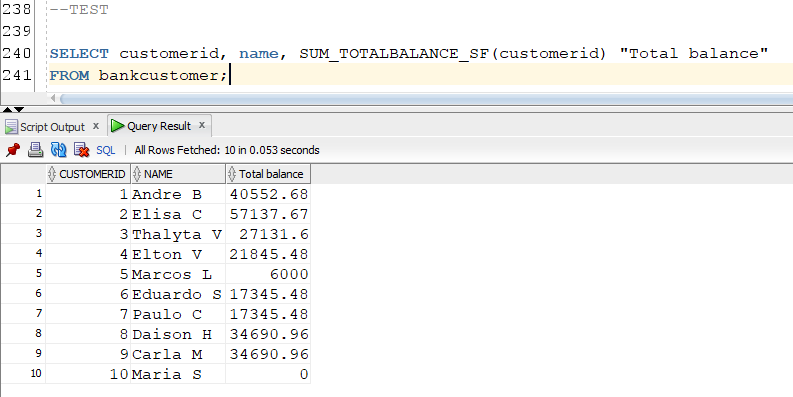 238 --TEST
239
240 SELECT customerid, name, SUM_TOTALBALANCE_SF(customerid) "Total balance"
241 FROM bankcustomer;
Script Output x Query Result x
SQL | All Rows Fetched: 10 in 0.053 seconds
CUSTOMERID NAME Total balance
1 1 Andre B 40552.68
2 2 Elisa C 57137.67
3 3 Thalyta V 27131.6
4 4 Elton V 21845.48
5 5 Marcos L 6000
6 6 Eduardo S 17345.48
7 7 Paulo C 17345.48
8 8 Daison H 34690.96
9 9 Carla M 34690.96
10 10 Maria S 0